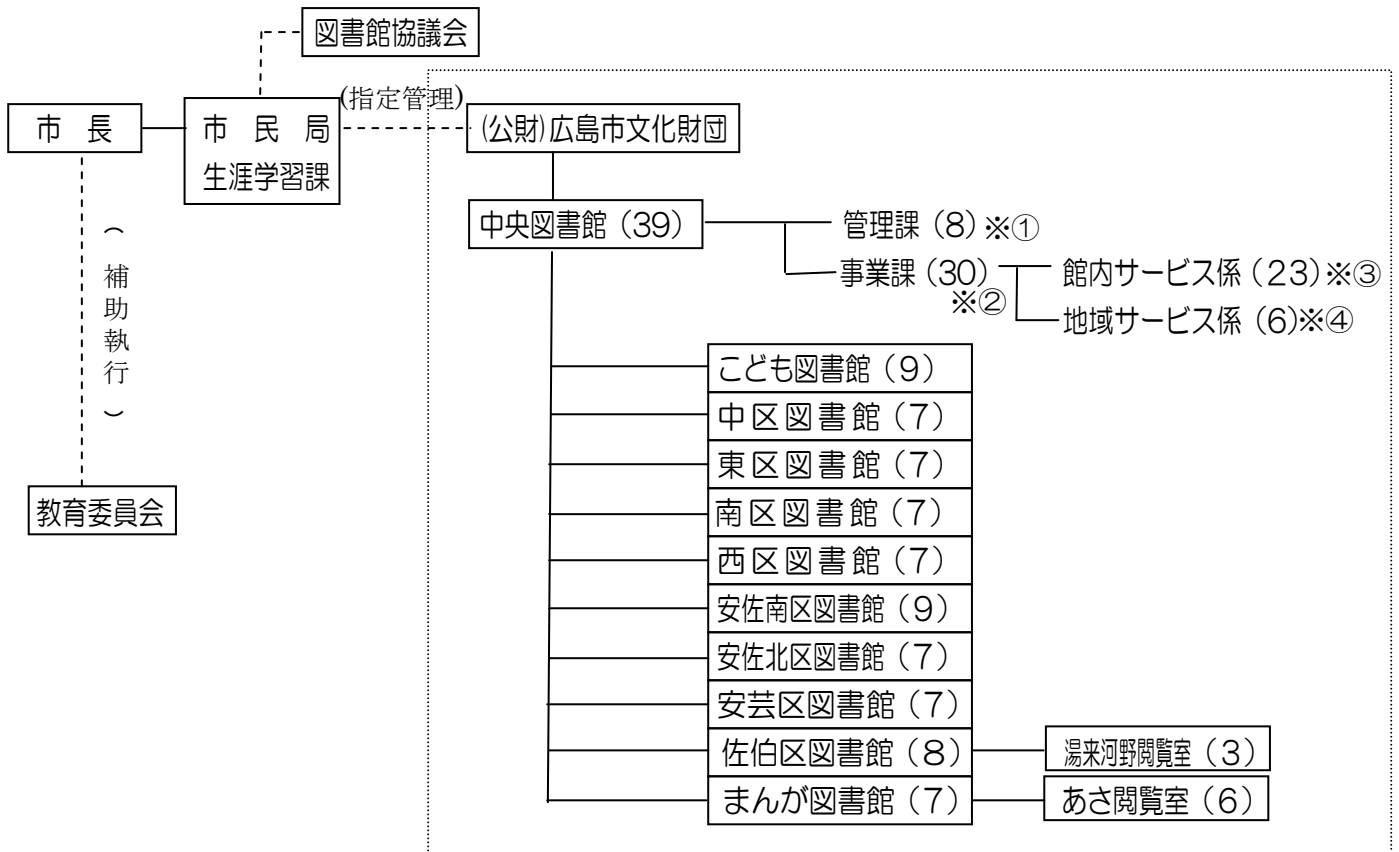 図書館協議会
(指定管理)
市 長
市 民 局
生涯学習課
(公財)広島市文化財団
中央図書館（39）
管理課（8）※①
事業課（30）
※②
館内サービス係（23）※③
地域サービス係（6）※④
（補助執行）
教育委員会
こども図書館（9）
中区図書館（7）
東区図書館（7）
南区図書館（7）
西区図書館（7）
安佐南区図書館（9）
安佐北区図書館（7）
安芸区図書館（7）
佐伯区図書館（8）
湯来河野閲覧室（3）
まんが図書館（7）
あさ閲覧室（6）